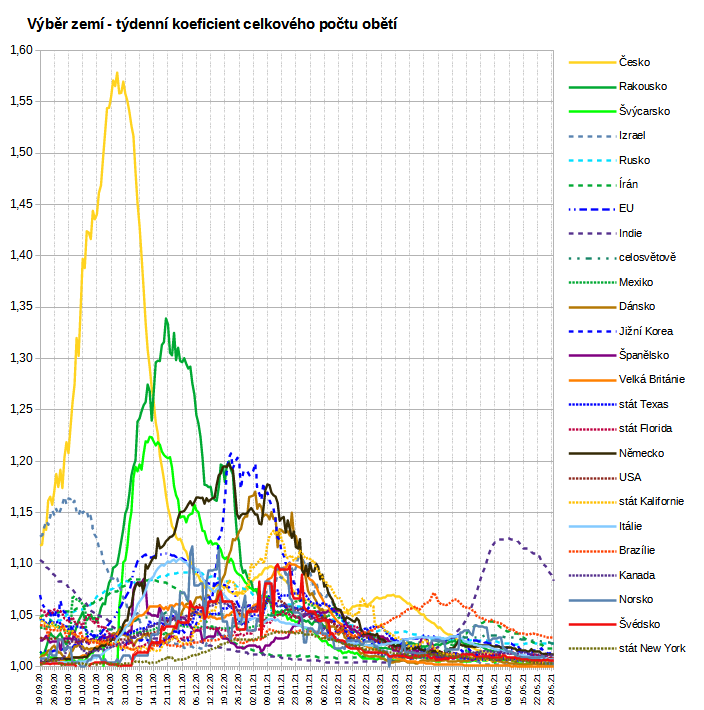 Výběr zemí - týdenní koeficient celkového počtu obětí
1,60
1,55
1,50
1,45
1,40
1,35
1,30
1,25
1,20
1,15
1,10
1,05
1,00
Česko
Rakousko
Švýcarsko
Izrael
Rusko
Írán
EU
Indie
celosvětově
Mexiko
Dánsko
Jižní Korea
Španělsko
Velká Británie
stát Texas
stát Florida
Německo
USA
stát Kalifornie
Itálie
Brazílie
Kanada
Norsko
Švédsko
stát New York
19.09.20
26.09.20
03.10.20
10.10.20
17.10.20
24.10.20
31.10.20
07.11.20
14.11.20
21.11.20
28.11.20
05.12.20
12.12.20
19.12.20
26.12.20
02.01.21
09.01.21
16.01.21
23.01.21
30.01.21
06.02.21
13.02.21
20.02.21
27.02.21
06.03.21
13.03.21
20.03.21
27.03.21
03.04.21
10.04.21
17.04.21
24.04.21
01.05.21
08.05.21
15.05.21
22.05.21
29.05.21